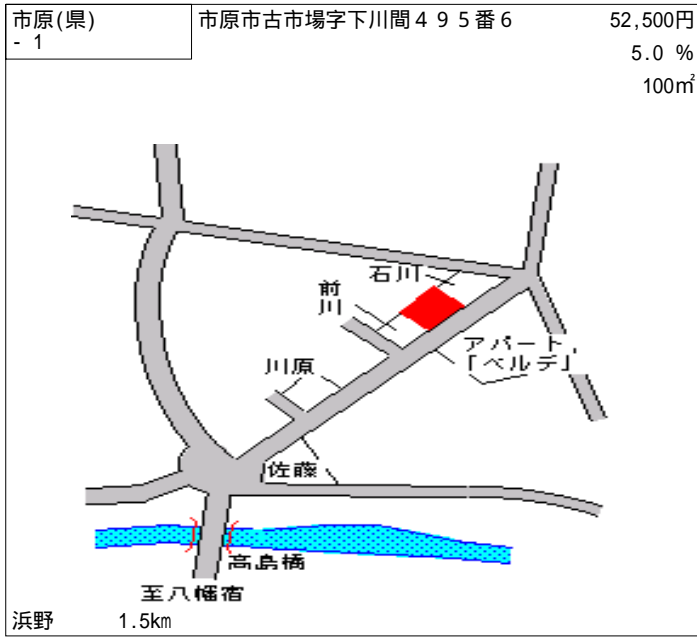 市原(県)
- 1
市原市古市場字下川間４９５番６
52,500円
5.0 %
100㎡
石川
前川
アパート
「ベルデ」
川原
佐藤
高島橋
至八幡宿
浜野 1.5km